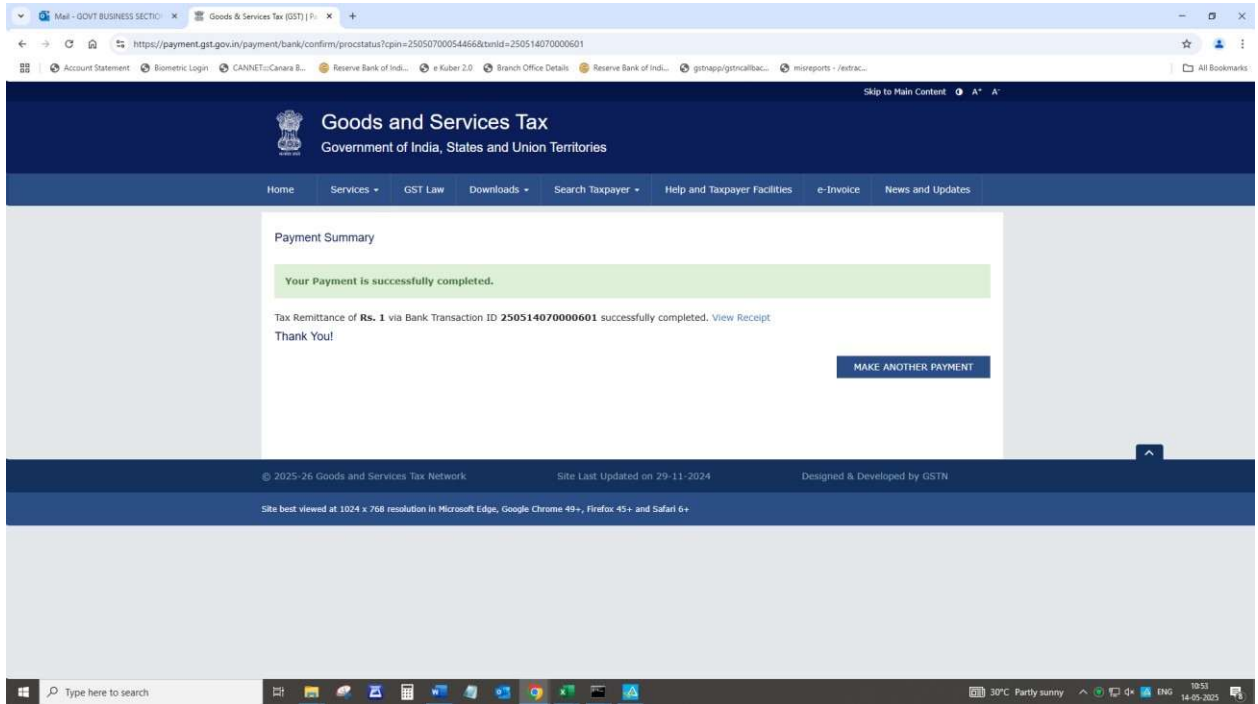 Mail - GOVT BUSINESS SECTIO
Goods & Services Tax (GST) | P
https://payment.gst.gov.in/payment/bank/confirm/procstatus?cpin=25050700054466&txnId=250514070000601
Account Statement Biometric Login CANNET:::Canara B... Reserve Bank of Indi... e Kuber 2.0 Branch Office Details Reserve Bank of Indi... gstnapp/gstncallbac... misreports - /extrac... All Bookmarks
Skip to Main Content A+ A-
Goods and Services Tax
Government of India, States and Union Territories
Home Services GST Law Downloads Search Taxpayer Help and Taxpayer Facilities e-Invoice News and Updates
Payment Summary
Your Payment is successfully completed.
Tax Remittance of Rs. 1 via Bank Transaction ID 250514070000601 successfully completed. View Receipt
Thank You!
MAKE ANOTHER PAYMENT
© 2025-26 Goods and Services Tax Network Site Last Updated on 29-11-2024 Designed & Developed by GSTN
Site best viewed at 1024 x 768 resolution in Microsoft Edge, Google Chrome 49+, Firefox 45+ and Safari 6+
Type here to search 30°C Partly sunny ENG 10:53
14-05-2025